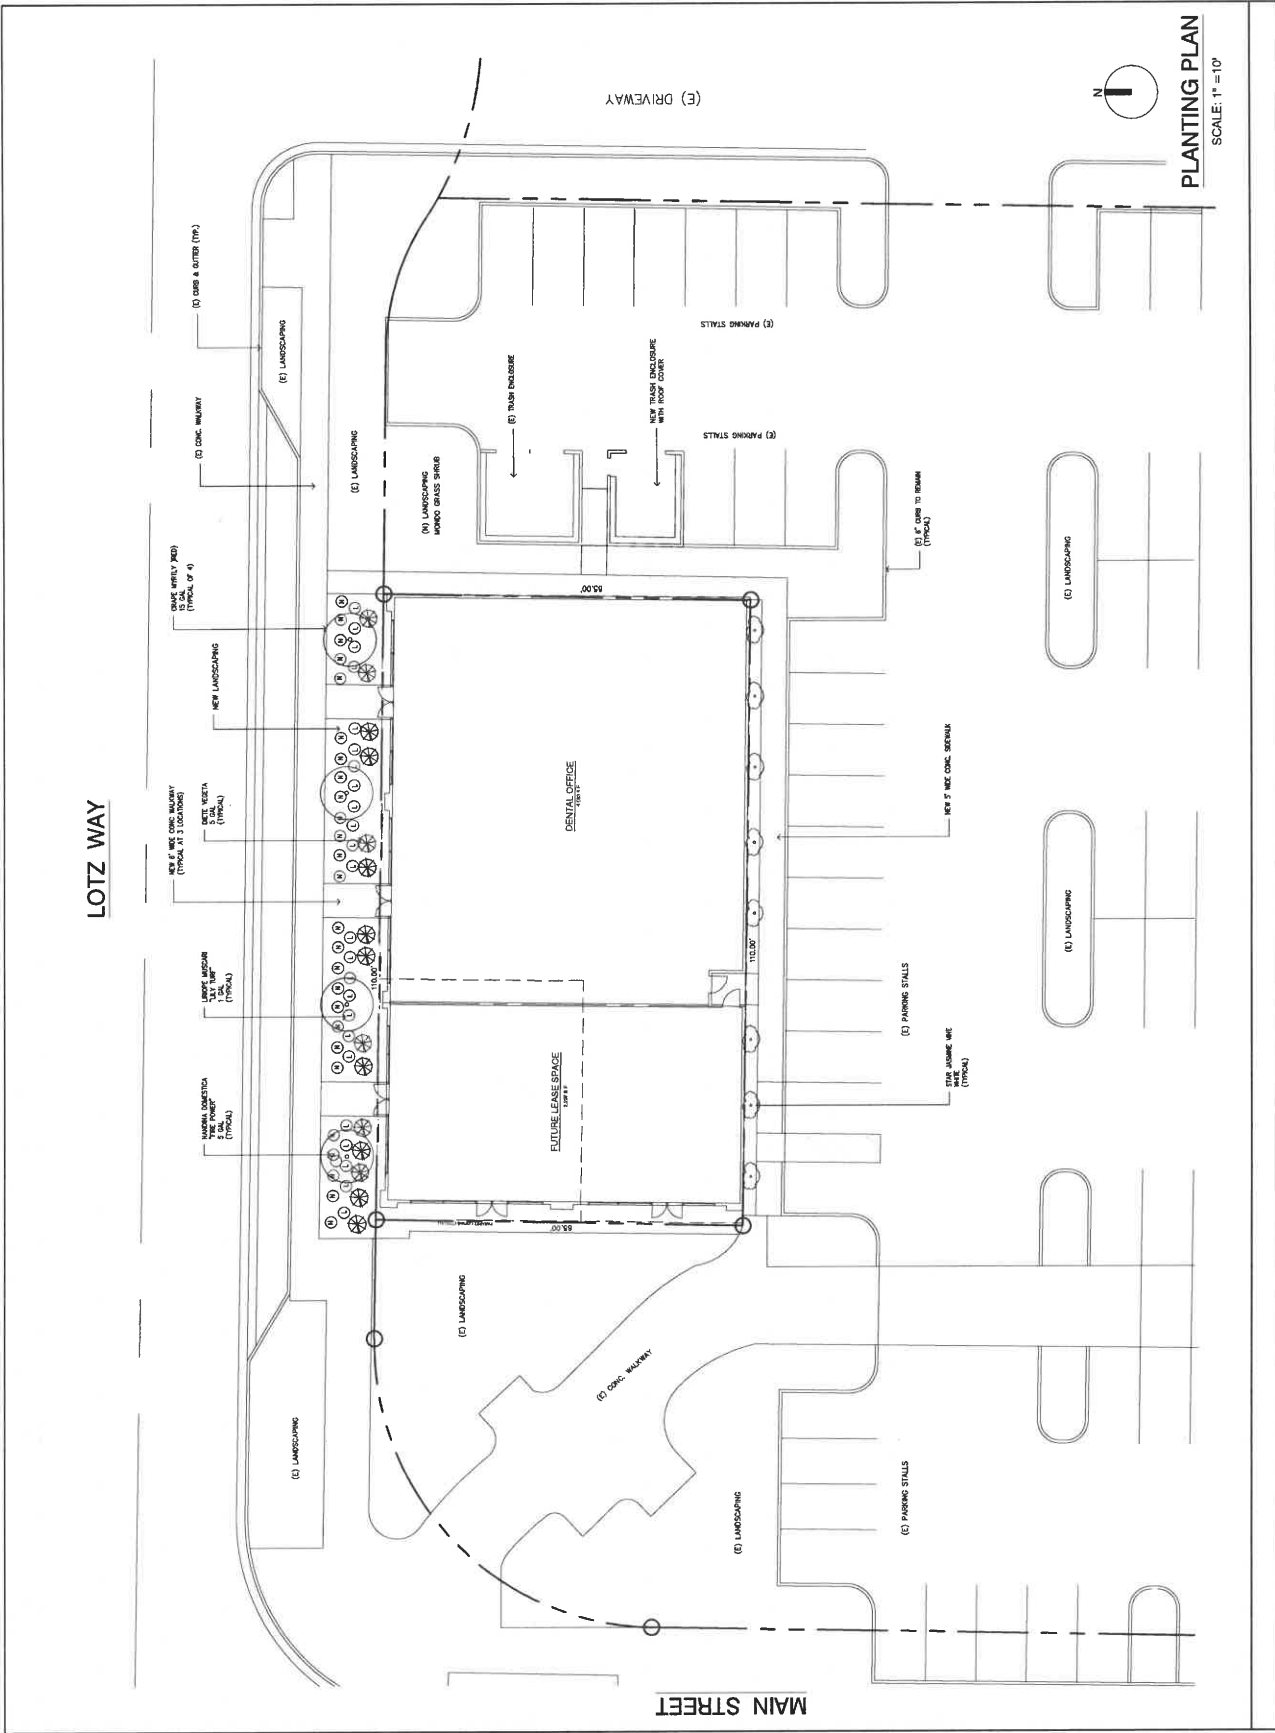 LOTZ WAY
(E) CURB & GUTTER (TYP.)
(E) CONC. WALKWAY
CRAPE MYRTLY (RED)
15 GAL
(TYPICAL OF 4)
NEW LANDSCAPING
NEW 6' WIDE CONC WALKWAY
(TYPICAL AT 3 LOCATIONS)
DIETE VEGETA
5 GAL
(TYPICAL)
LIRIOPE MUSCARI
"LILY TURF"
1 GAL
(TYPICAL)
NANDINA DOMESTICA
"FIRE POWER"
5 GAL
(TYPICAL)
(E) LANDSCAPING
(E) LANDSCAPING
(E) LANDSCAPING
(N) LANDSCAPING
MONDO GRASS SHRUB
(E) TRASH ENCLOSURE
NEW TRASH ENCLOSURE
WITH ROOF COVER
(E) PARKING STALLS
(E) PARKING STALLS
(E) DRIVEWAY
85.00'
110.00'
DENTAL OFFICE
FUTURE LEASE SPACE
85.00'
110.00'
(E) LANDSCAPING
(E) CONC. WALKWAY
(E) LANDSCAPING
STAR JASMINE VINE
WHITE
(TYPICAL)
NEW 5' WIDE CONC. SIDEWALK
(E) 6" CURB TO REMAIN
(TYPICAL)
(E) PARKING STALLS
(E) PARKING STALLS
(E) LANDSCAPING
(E) LANDSCAPING
MAIN STREET
N
PLANTING PLAN
SCALE: 1" = 10'